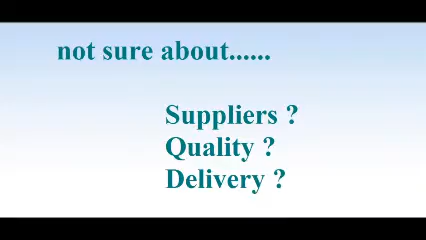 not sure about......
Suppliers ?
Quality ?
Delivery ?